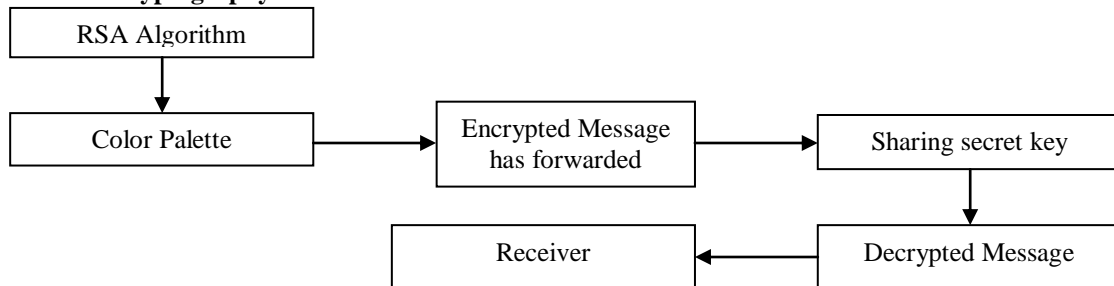 RSA Algorithm
Color Palette
Encrypted Message
has forwarded
Sharing secret key
Receiver
Decrypted Message